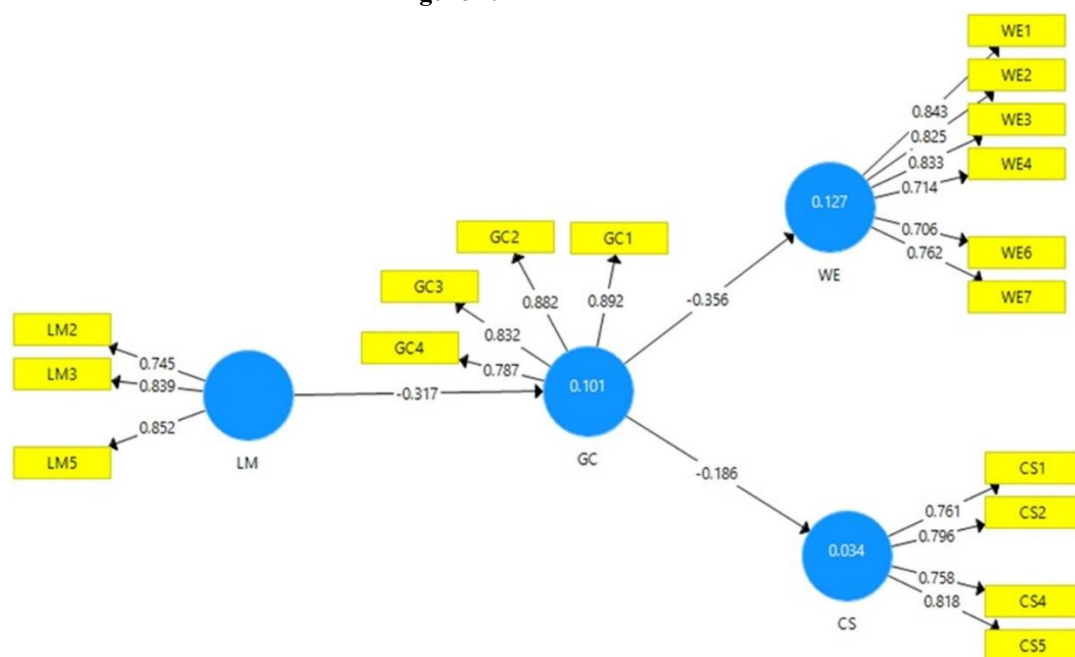 WE1
WE2
WE3
WE4
WE6
WE7
0.843
0.825
0.833
0.714
0.706
0.762
0.127
WE
GC2
GC1
GC3
GC4
0.882
0.892
0.832
0.787
0.101
GC
-0.356
-0.186
-0.317
LM2
LM3
LM5
0.745
0.839
0.852
LM
CS1
CS2
CS4
CS5
0.761
0.796
0.758
0.818
0.034
CS